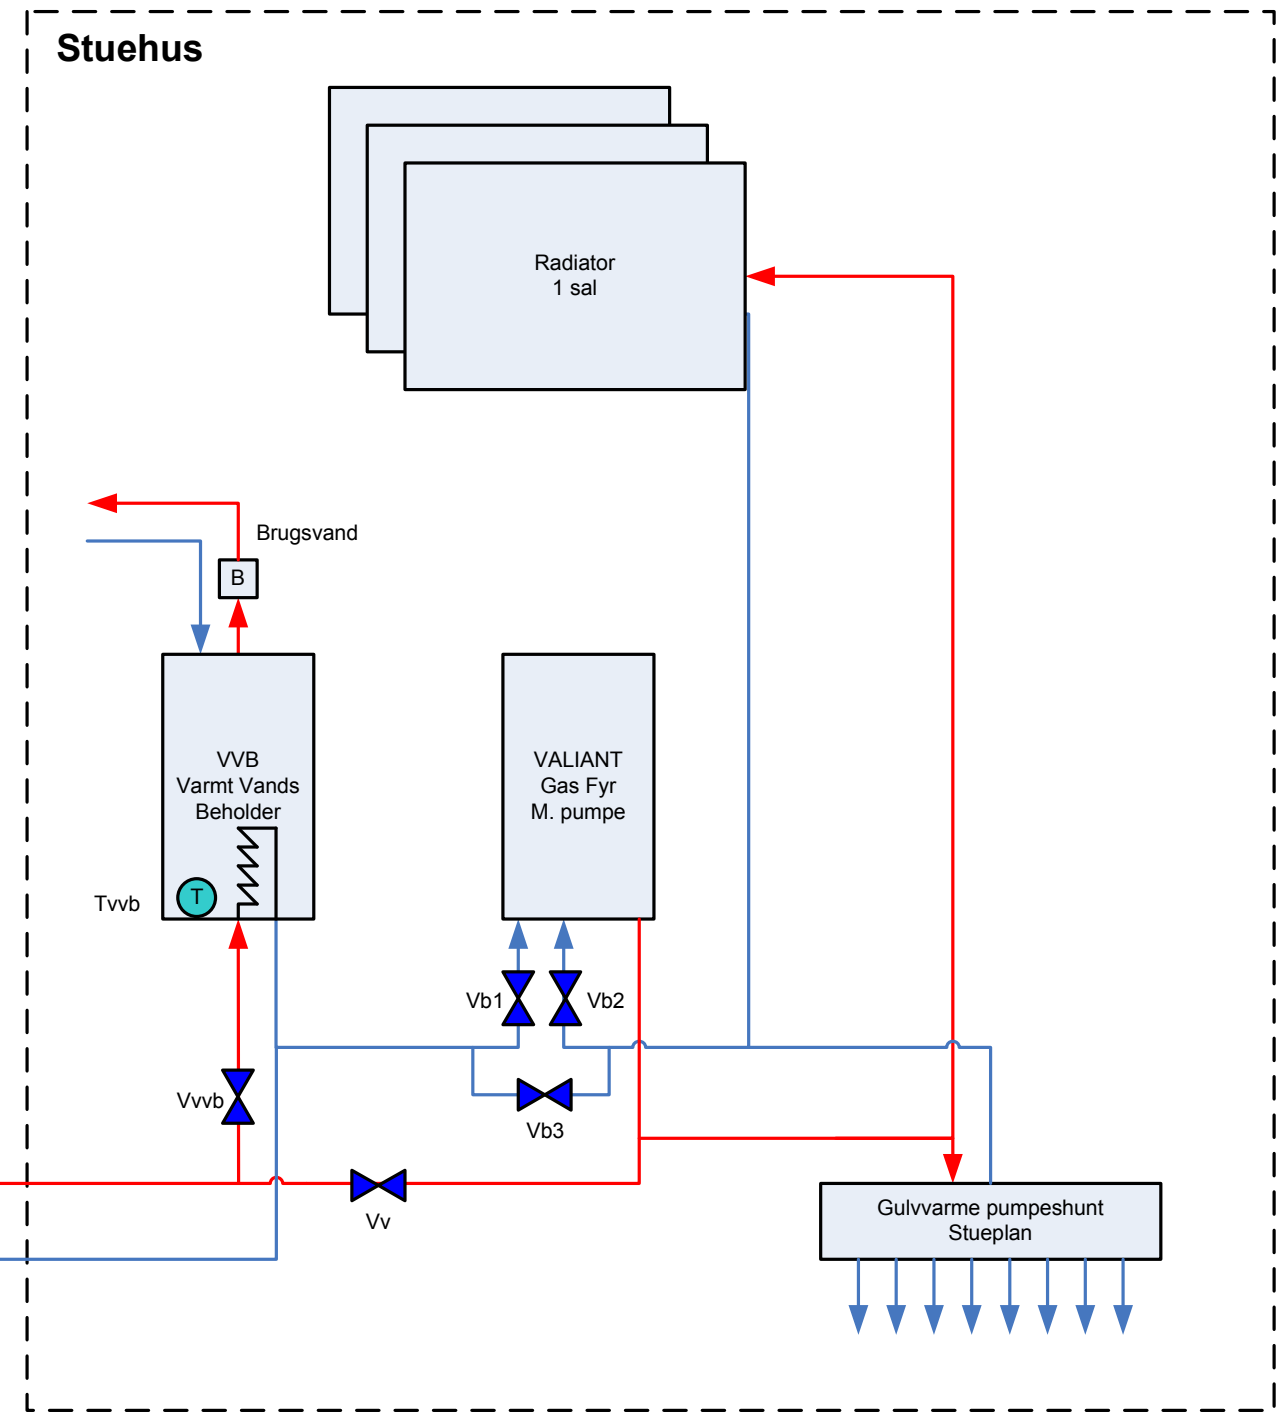 Stuehus
Radiator
1 sal
Brugsvand
B
VVB
Varmt Vands
Beholder
T
Tvvb
VALIANT
Gas Fyr
M. pumpe
Vb1
Vb2
Vvvb
Vb3
Vv
Gulvvarme pumpeshunt
Stueplan